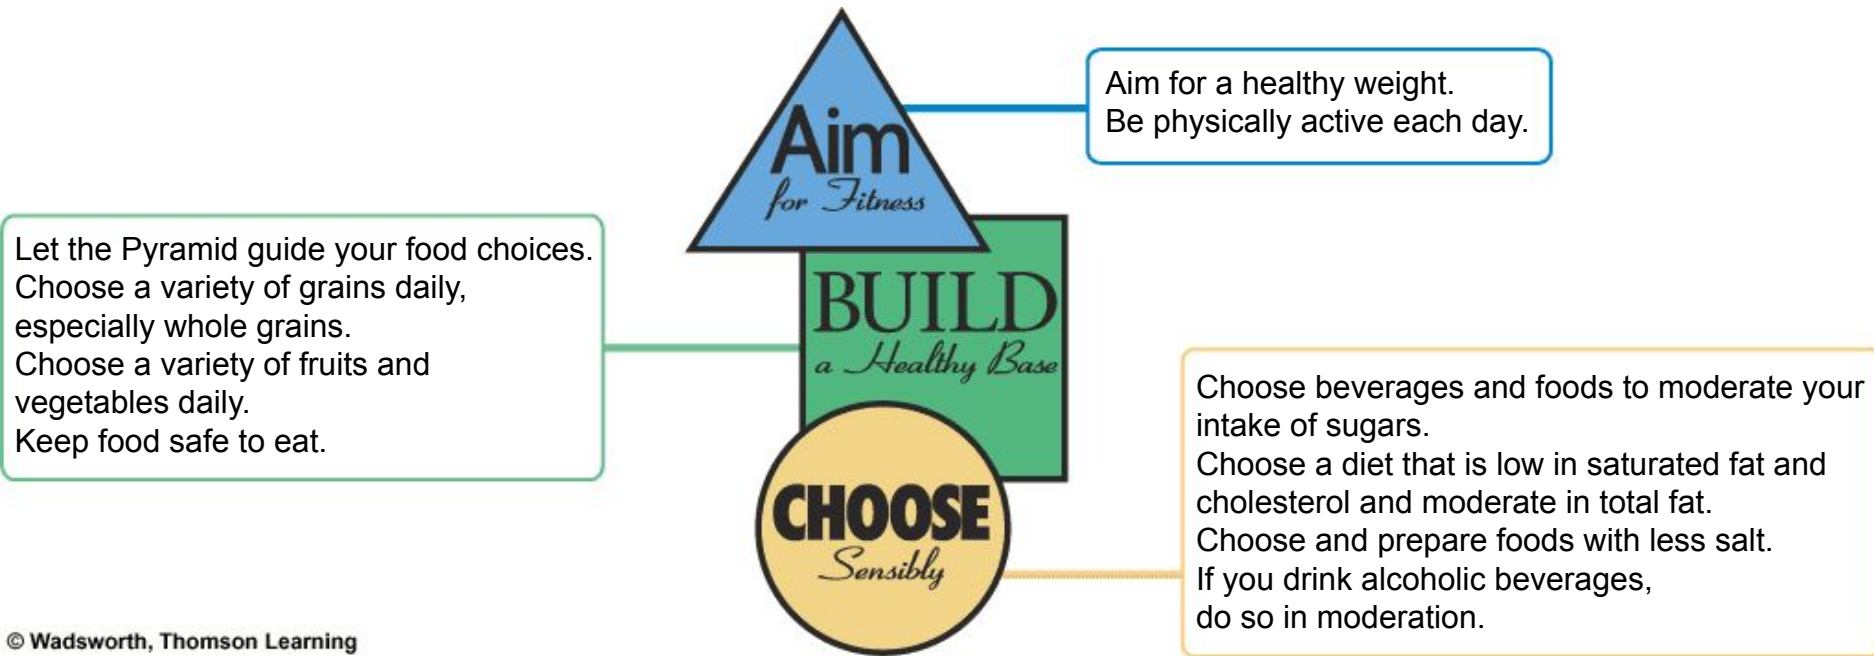 Aim
for Fitness
Aim for a healthy weight.
Be physically active each day.
BUILD
a Healthy Base
Let the Pyramid guide your food choices.
Choose a variety of grains daily,
especially whole grains.
Choose a variety of fruits and
vegetables daily.
Keep food safe to eat.
CHOOSE
Sensibly
Choose beverages and foods to moderate your
intake of sugars.
Choose a diet that is low in saturated fat and
cholesterol and moderate in total fat.
Choose and prepare foods with less salt.
If you drink alcoholic beverages,
do so in moderation.
© Wadsworth, Thomson Learning